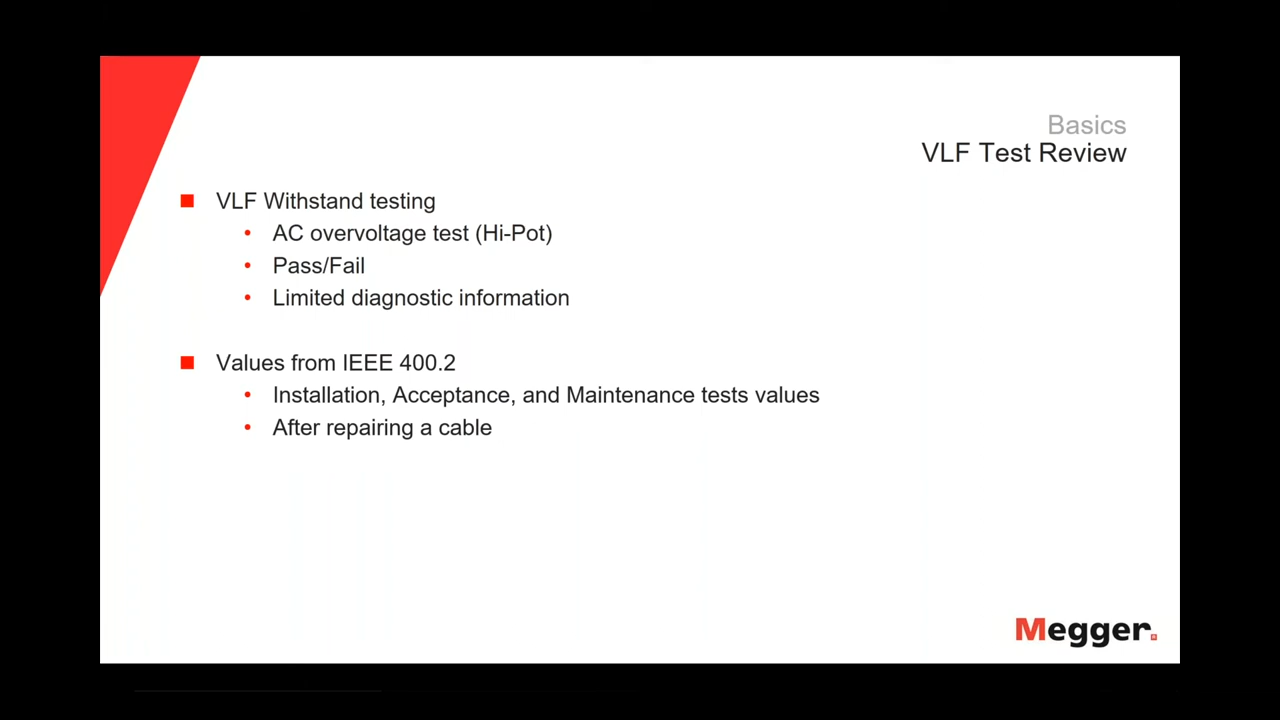 Basics
VLF Test Review
VLF Withstand testing
AC overvoltage test (Hi-Pot)
Pass/Fail
Limited diagnostic information
Values from IEEE 400.2
Installation, Acceptance, and Maintenance tests values
After repairing a cable
Megger.